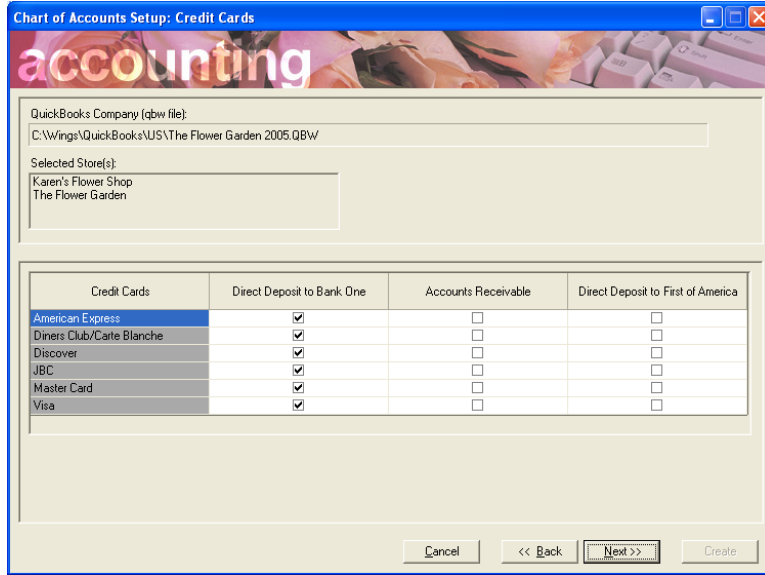 Chart of Accounts Setup: Credit Cards
accounting
QuickBooks Company (qbw file):
C:\Wings\QuickBooks\US\The Flower Garden 2005.QBW
Selected Store(s):
Karen's Flower Shop
The Flower Garden
Credit Cards Direct Deposit to Bank One Accounts Receivable Direct Deposit to First of America
American Express
Diners Club/Carte Blanche
Discover
JBC
Master Card
Visa
Cancel << Back Next >> Create